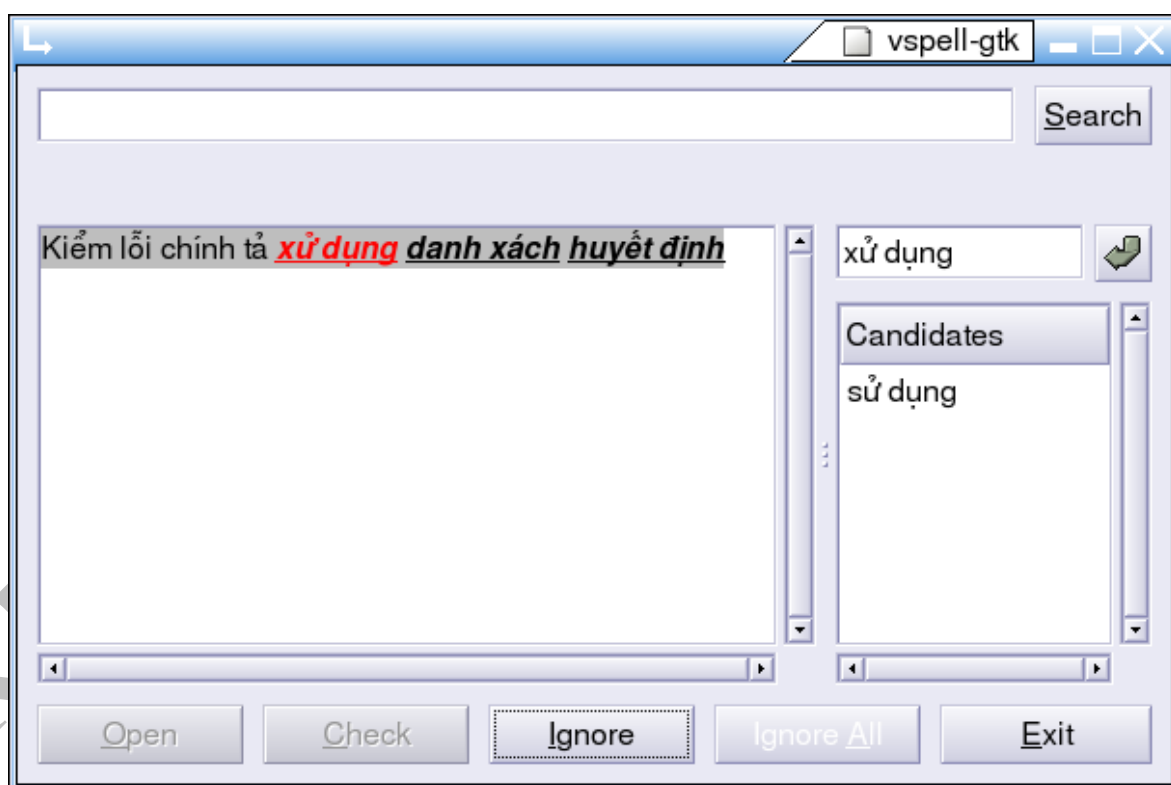 vspell-gtk
Search
Kiểm lỗi chính tả xử dụng danh xách huyết định
xử dụng
Candidates
sử dụng
Open Check Ignore Ignore All Exit